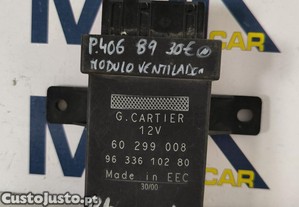 P406 89 30€
MODULO VENTILADOR
G.CARTIER
12V
60 299 008
96 336 102 80
Made in EEC
30/00
CAR
Custojusto.pt